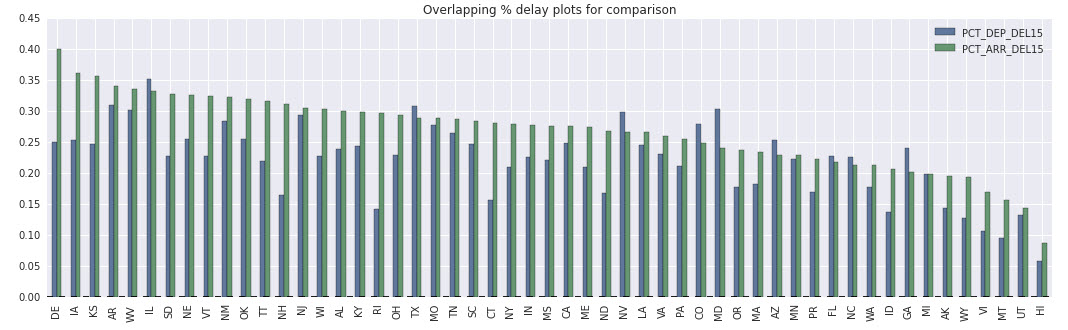 Overlapping % delay plots for comparison
PCT_DEP_DEL15
PCT_ARR_DEL15
0.45
0.40
0.35
0.30
0.25
0.20
0.15
0.10
0.05
0.00
DE IA KS AR WV IL SD NE VT NM OK TT NH NJ WI AL KY RI OH TX MO TN SC CT NY IN MS CA ME ND NV LA VA PA CO MD OR MA AZ MN PR FL NC WA ID GA MI AK WY VI MT UT HI